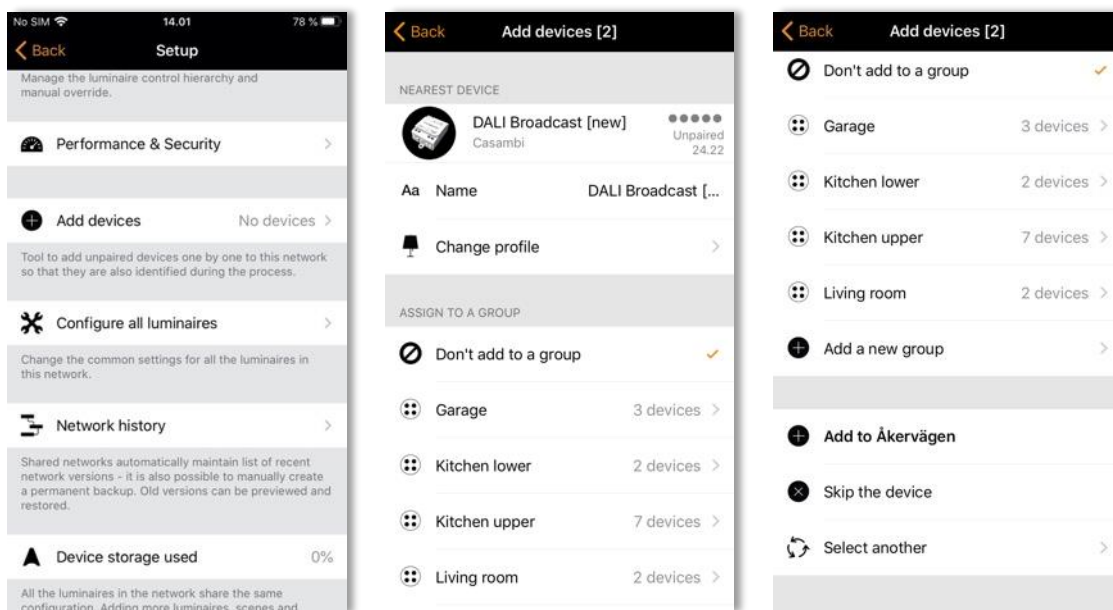 No SIM 14.01 78 %
Back Setup
Manage the luminaire control hierarchy and
manual override.
Performance & Security
Add devices No devices
Tool to add unpaired devices one by one to this network
so that they are also identified during the process.
Configure all luminaires
Change the common settings for all the luminaires in
this network.
Network history
Shared networks automatically maintain list of recent
network versions - it is also possible to manually create
a permanent backup. Old versions can be previewed and
restored.
Device storage used 0%
All the luminaires in the network share the same
configuration. Adding more luminaires, scenes and
Back Add devices [2]
NEAREST DEVICE
DALI Broadcast [new]
Casambi Unpaired
24.22
Aa Name DALI Broadcast [...
Change profile
ASSIGN TO A GROUP
Don't add to a group
Garage 3 devices
Kitchen lower 2 devices
Kitchen upper 7 devices
Living room 2 devices
Back Add devices [2]
Don't add to a group
Garage 3 devices
Kitchen lower 2 devices
Kitchen upper 7 devices
Living room 2 devices
Add a new group
Add to Åkervägen
Skip the device
Select another